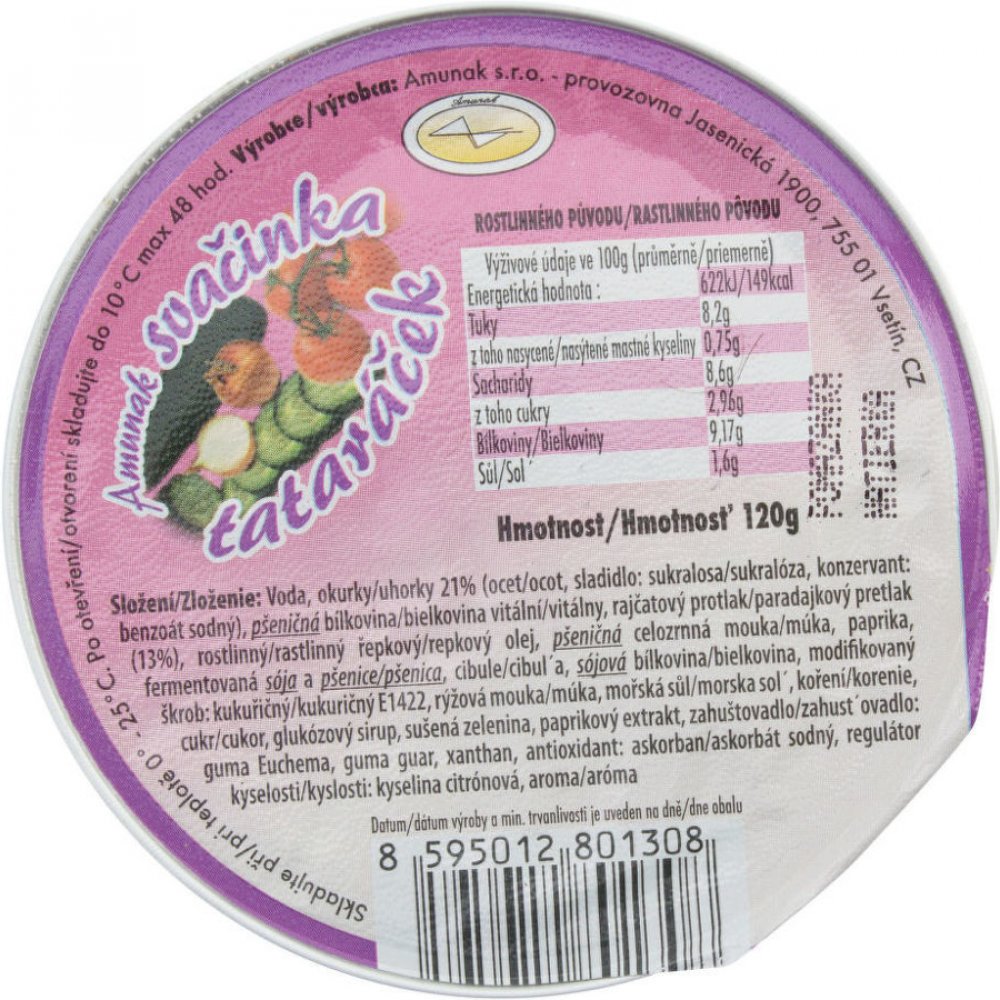 Skladujte při/pri teplotě 0° - 25°C. Po otevření/otvorení skladujte do 10°C max 48 hod. Výrobce/výrobca: Amunak s.r.o. - provozovna Jasenická 1900, 755 01 Vsetín, CZ
Amunak
Amunak svačinka
tataráček
ROSTLINNÉHO PŮVODU/RASTLINNÉHO PÔVODU
Výživové údaje ve 100g (průměrně/priemerně)
Energetická hodnota : 622kJ/149kcal
Tuky 8,2g
z toho nasycené/nasýtené mastné kyseliny 0,75g
Sacharidy 8,6g
z toho cukry 2,96g
Bílkoviny/Bielkoviny 9,17g
Sůl/Sol´ 1,6g
Hmotnost/Hmotnosť 120g
Složení/Zloženie: Voda, okurky/uhorky 21% (ocet/ocot, sladidlo: sukralosa/sukralóza, konzervant:
benzoát sodný), pšeničná bílkovina/bielkovina vitální/vitálny, rajčatový protlak/paradajkový pretlak
(13%), rostlinný/rastlinný řepkový/repkový olej, pšeničná celozrnná mouka/múka, paprika,
fermentovaná sója a pšenice/pšenica, cibule/cibul´a, sójová bílkovina/bielkovina, modifikovaný
škrob: kukuřičný/kukuričný E1422, rýžová mouka/múka, mořská sůl/morska sol´, koření/korenie,
cukr/cukor, glukózový sirup, sušená zelenina, paprikový extrakt, zahušťovadlo/zahust´ovadlo:
guma Euchema, guma guar, xanthan, antioxidant: askorban/askorbát sodný, regulátor
kyselosti/kyslosti: kyselina citrónová, aroma/aróma
Datum/dátum výroby a min. trvanlivosti je uveden na dně/dne obalu
8 595012 801308